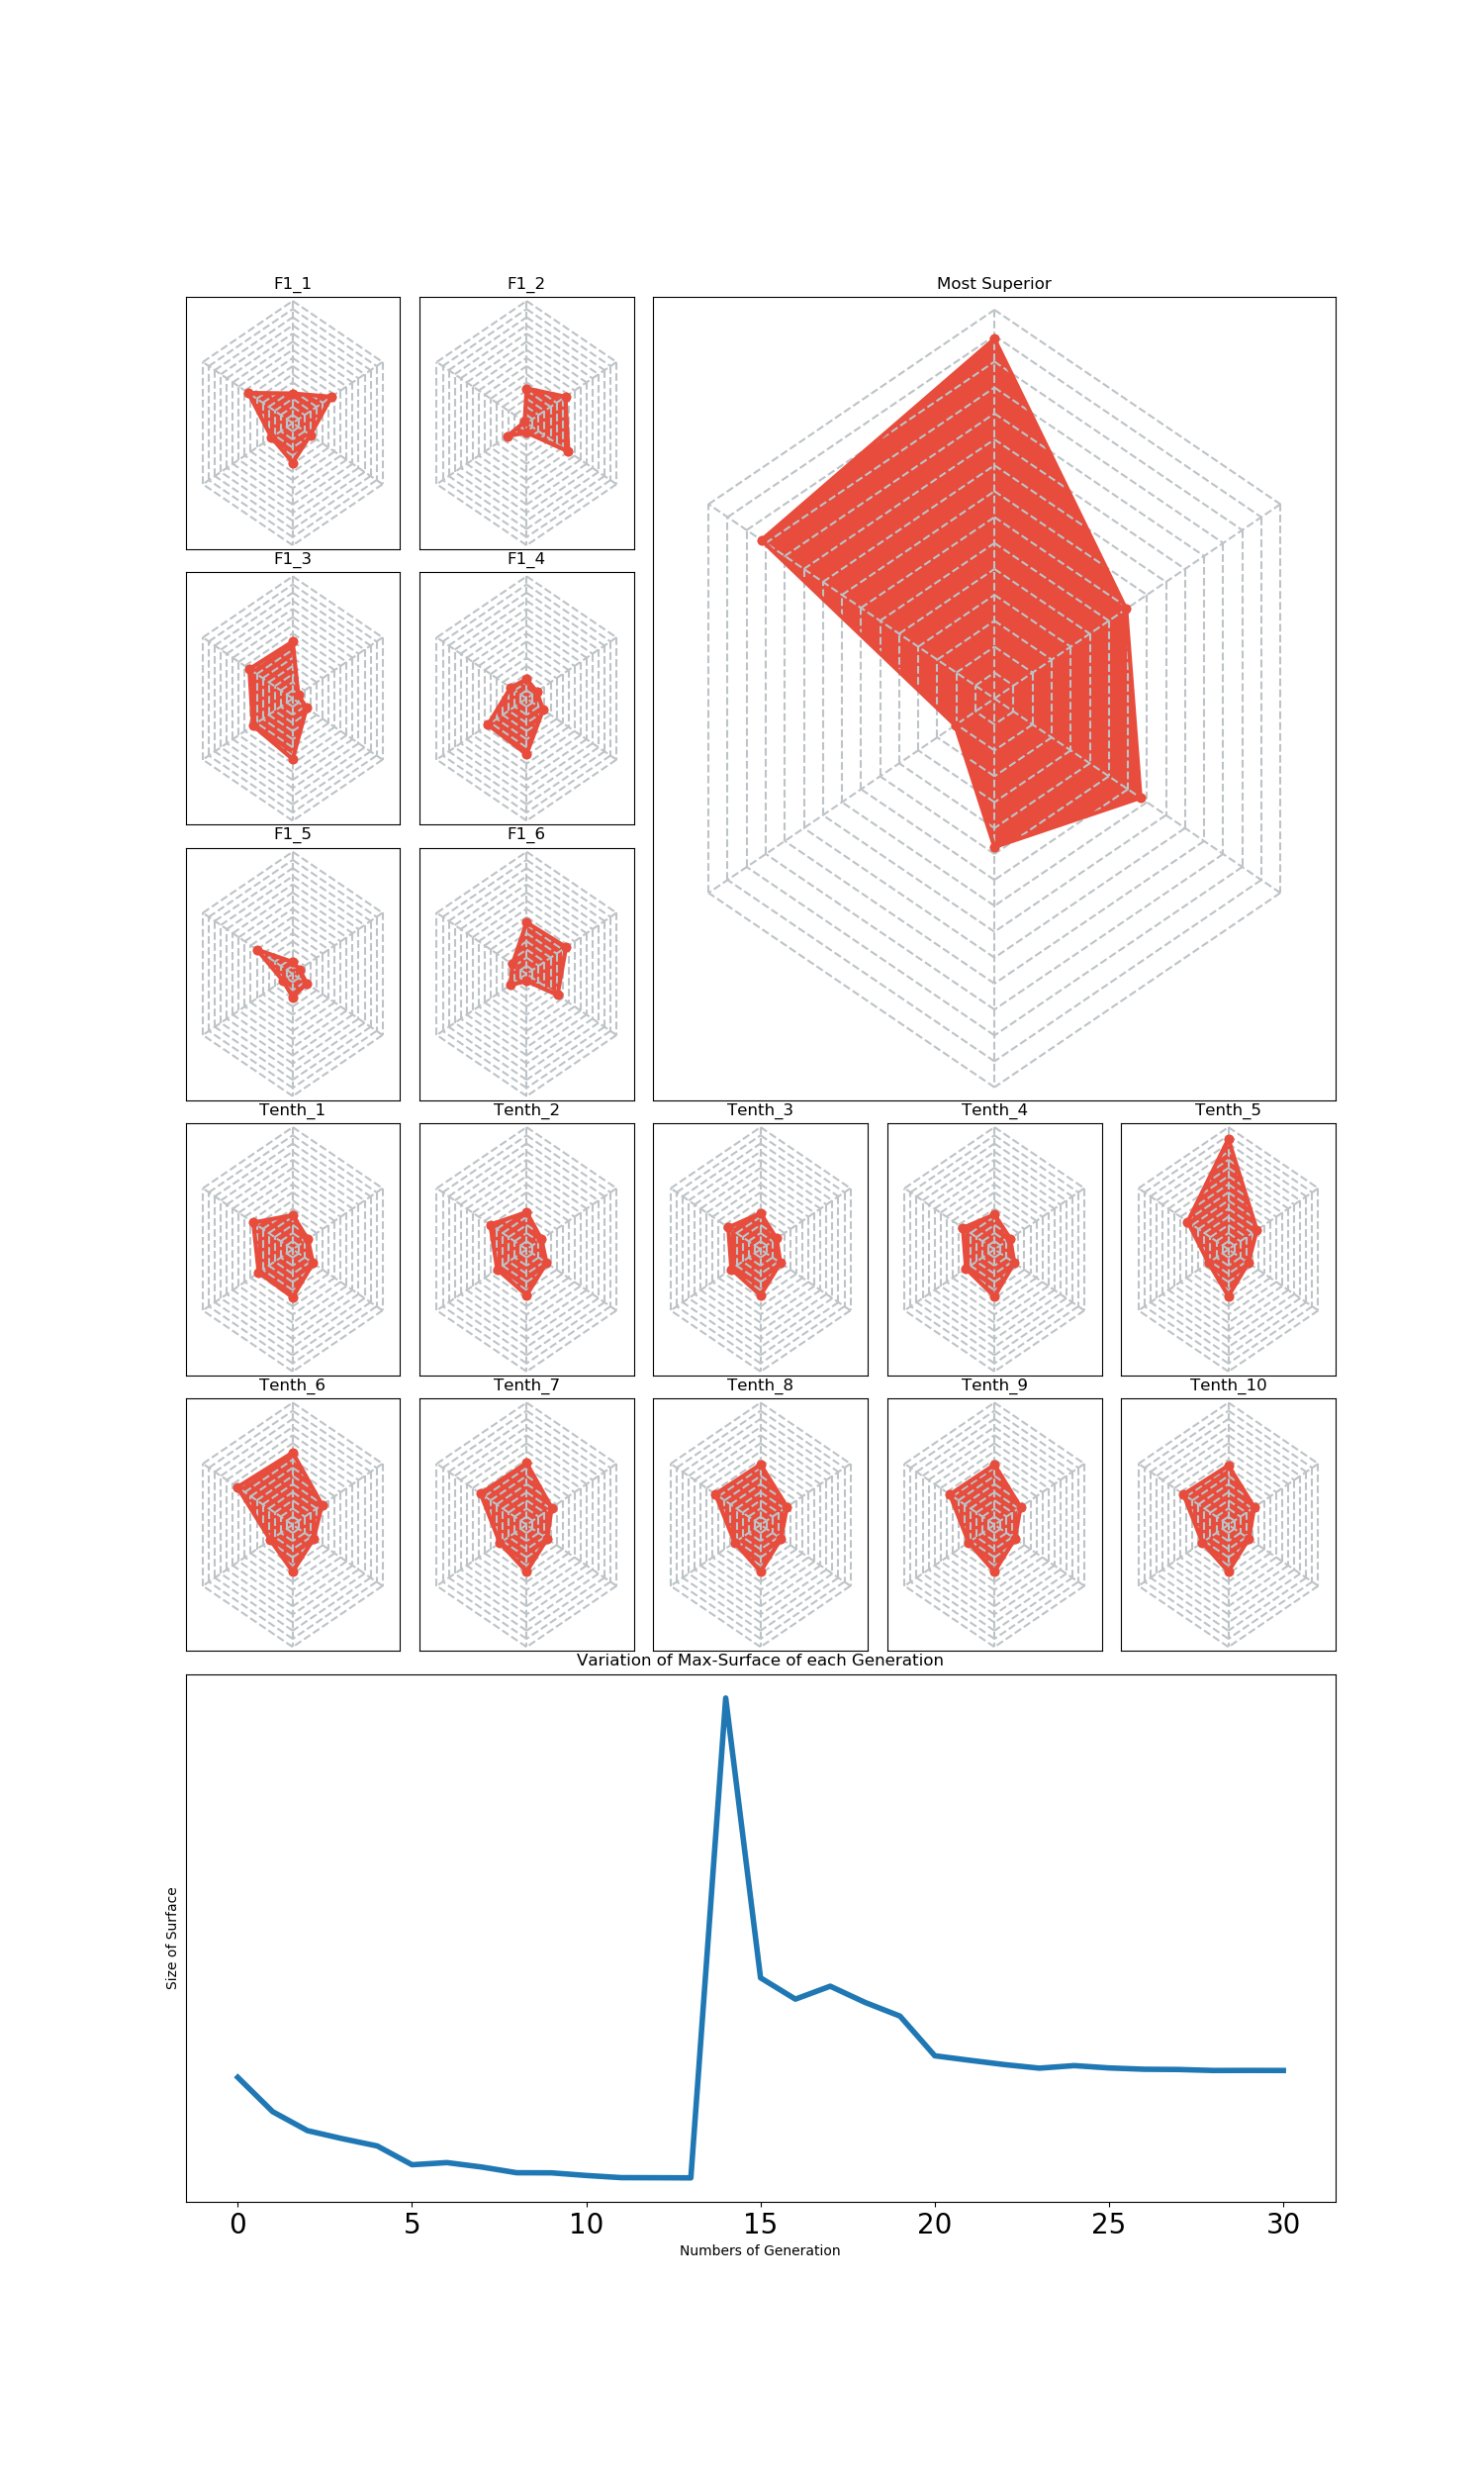 F1_1
F1_2
Most Superior
F1_3
F1_4
F1_5
F1_6
Tenth_1
Tenth_2
Tenth_3
Tenth_4
Tenth_5
Tenth_6
Tenth_7
Tenth_8
Tenth_9
Tenth_10
Variation of Max-Surface of each Generation
Size of Surface
0 5 10 15 20 25 30
Numbers of Generation